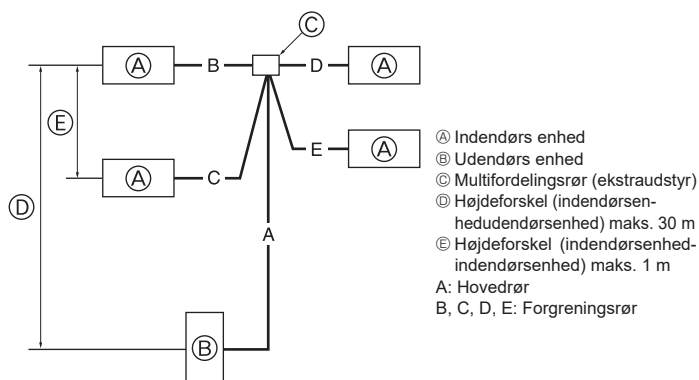 Ⓒ
Ⓐ B D Ⓐ
Ⓔ
Ⓐ C E Ⓐ
Ⓓ
A
Ⓑ
Ⓐ Indendørs enhed
Ⓑ Udendørs enhed
Ⓒ Multifordelingsrør (ekstraudstyr)
Ⓓ Højdeforskel (indendørsen-
hedudendørsenhed) maks. 30 m
Ⓔ Højdeforskel (indendørsenhed-
indendørsenhed) maks. 1 m
A: Hovedrør
B, C, D, E: Forgreningsrør